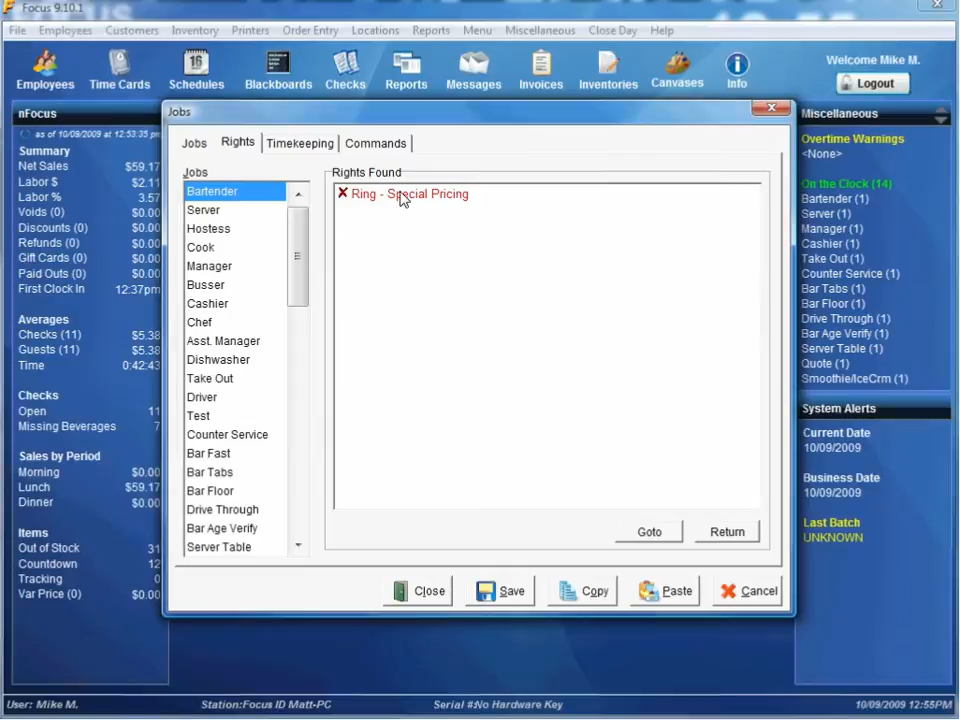 Focus 9.10.1
File Employees Customers Inventory Printers Order Entry Locations Reports Menu Miscellaneous Close Day Help
Employees Time Cards Schedules Blackboards Checks Reports Messages Invoices Inventories Canvases Info
16
Welcome Mike M.
Logout
nFocus
as of 10/09/2009 at 12:53:35 pm
Summary
Net Sales $59.17
Labor $ $2.11
Labor % 3.57
Voids (0) $0.00
Discounts (0) $0.00
Refunds (0) $0.00
Gift Cards (0) $0.00
Paid Outs (0) $0.00
First Clock In 12:37pm
Averages
Checks (11) $5.38
Guests (11) $5.38
Time 0:42:43
Checks
Open 11
Missing Beverages 7
Sales by Period
Morning $0.00
Lunch $59.17
Dinner $0.00
Items
Out of Stock 31
Countdown 12
Tracking 0
Var Price (0) $0.00
Jobs
Jobs Rights Timekeeping Commands
Jobs
Bartender
Server
Hostess
Cook
Manager
Busser
Cashier
Chef
Asst. Manager
Dishwasher
Take Out
Driver
Test
Counter Service
Bar Fast
Bar Tabs
Bar Floor
Drive Through
Bar Age Verify
Server Table
Rights Found
Ring - Special Pricing
Goto Return
Close Save Copy Paste Cancel
Miscellaneous
Overtime Warnings
<None>
On the Clock (14)
Bartender (1)
Server (1)
Manager (1)
Cashier (1)
Take Out (1)
Counter Service (1)
Bar Tabs (1)
Bar Floor (1)
Drive Through (1)
Bar Age Verify (1)
Server Table (1)
Quote (1)
Smoothie/IceCrm (1)
System Alerts
Current Date
10/09/2009
Business Date
10/09/2009
Last Batch
UNKNOWN
User: Mike M. Station:Focus ID Matt-PC Serial #:No Hardware Key 10/09/2009 12:55PM